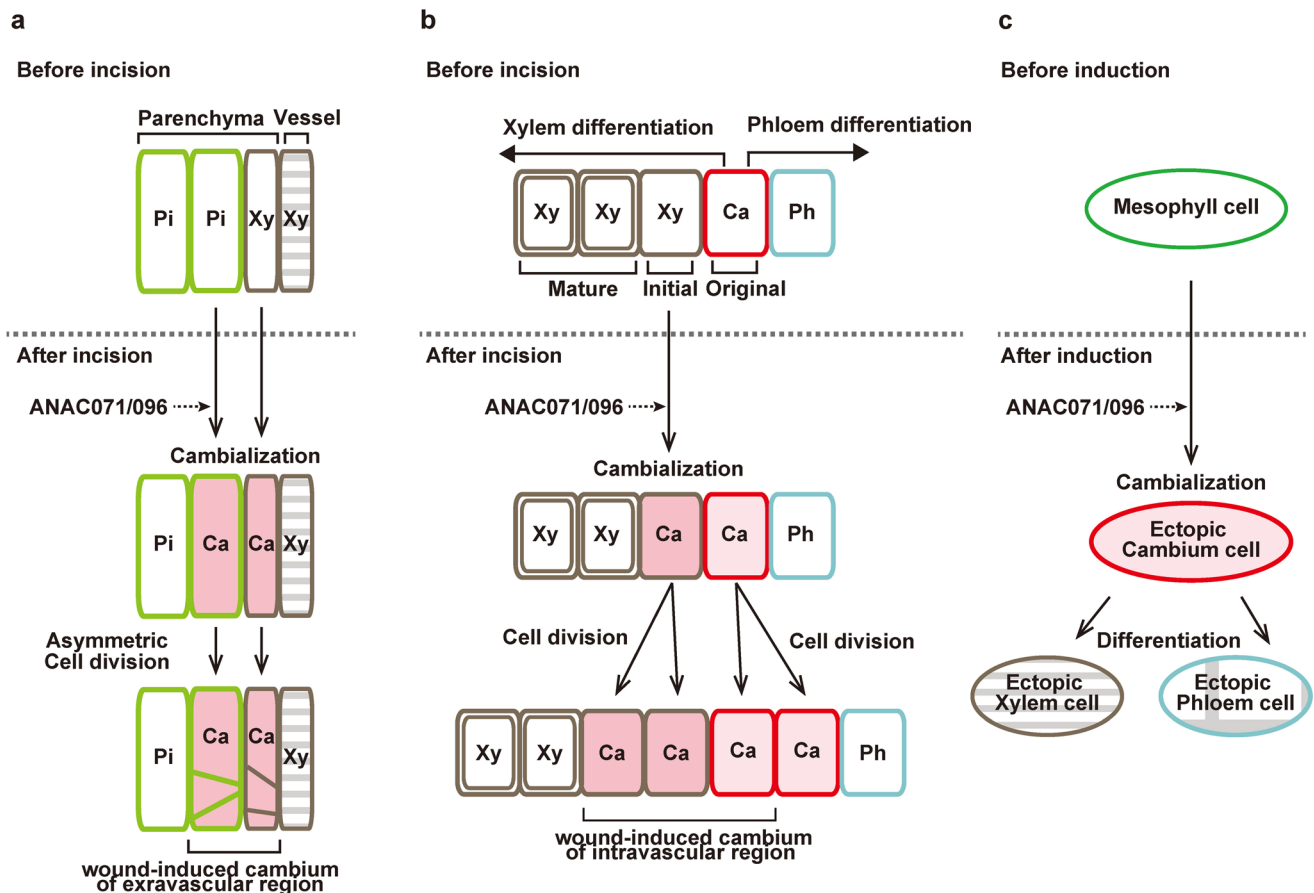 a
Before incision
Parenchyma Vessel
Pi Pi Xy Xy
After incision
ANAC071/096
Cambialization
Pi Ca Ca Xy
Asymmetric
Cell division
Pi Ca Ca Xy
wound-induced cambium
of exravascular region
b
Before incision
Xylem differentiation Phloem differentiation
Xy Xy Xy Ca Ph
Mature Initial Original
After incision
ANAC071/096
Cambialization
Xy Xy Ca Ca Ph
Cell division Cell division
Xy Xy Ca Ca Ca Ca Ph
wound-induced cambium
of intravascular region
c
Before induction
Mesophyll cell
After induction
ANAC071/096
Cambialization
Ectopic
Cambium cell
Differentiation
Ectopic
Xylem cell
Ectopic
Phloem cell